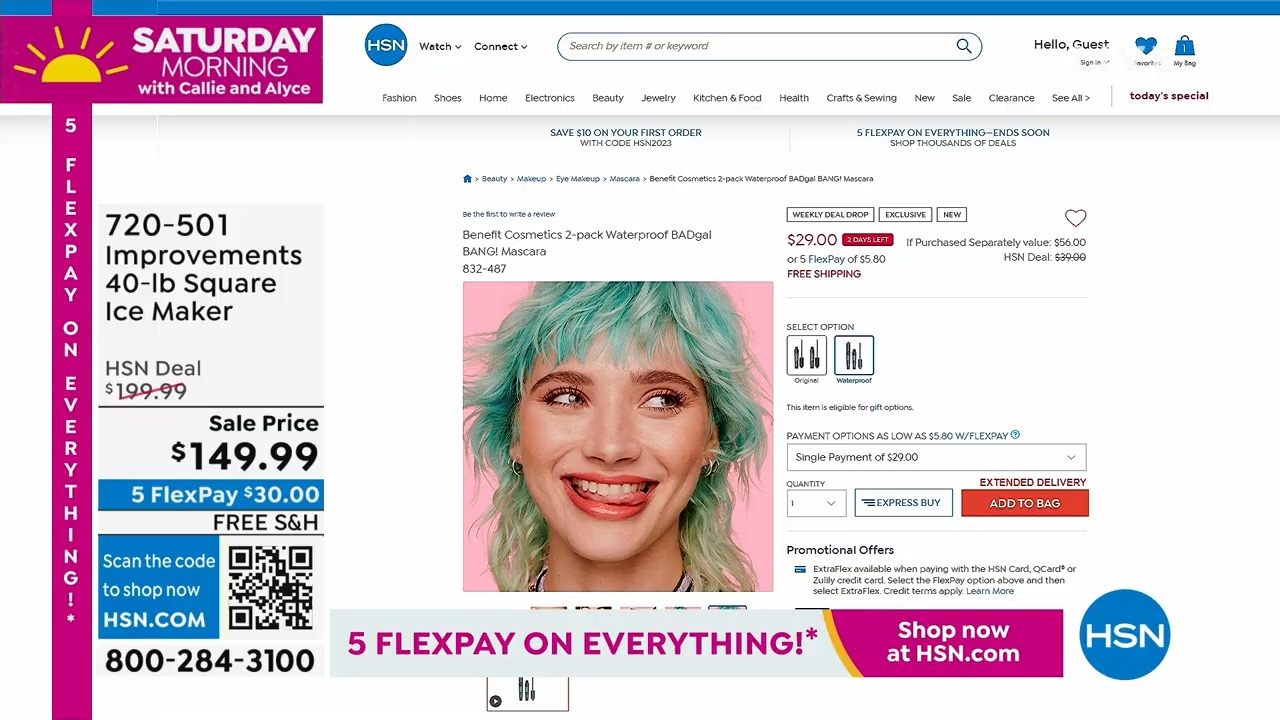 SATURDAY
MORNING
with Callie and Alyce
5 FLEXPAY ON EVERYTHING!*
720-501
Improvements
40-lb Square
Ice Maker
HSN Deal
$199.99
Sale Price
$149.99
5 FlexPay $30.00
FREE S&H
Scan the code
to shop now
HSN.COM
800-284-3100
HSN
Watch
Connect
Search by item # or keyword
Hello, Guest
Sign In
Favorites
1
My Bag
Fashion Shoes Home Electronics Beauty Jewelry Kitchen & Food Health Crafts & Sewing New Sale Clearance See All > today's special
SAVE $10 ON YOUR FIRST ORDER
WITH CODE HSN2023
5 FLEXPAY ON EVERYTHING—ENDS SOON
SHOP THOUSANDS OF DEALS
> Beauty > Makeup > Eye Makeup > Mascara > Benefit Cosmetics 2-pack Waterproof BADgal BANG! Mascara
Be the first to write a review
Benefit Cosmetics 2-pack Waterproof BADgal
BANG! Mascara
832-487
WEEKLY DEAL DROP EXCLUSIVE NEW
$29.00 2 DAYS LEFT
or 5 FlexPay of $5.80
FREE SHIPPING
If Purchased Separately value: $56.00
HSN Deal: $39.00
SELECT OPTION
Original Waterproof
This item is eligible for gift options.
PAYMENT OPTIONS AS LOW AS $5.80 W/FLEXPAY ?
Single Payment of $29.00
QUANTITY
1
EXPRESS BUY
EXTENDED DELIVERY
ADD TO BAG
Promotional Offers
ExtraFlex available when paying with the HSN Card, QCard® or
Zulily credit card. Select the FlexPay option above and then
select ExtraFlex. Credit terms apply. Learn More
5 FLEXPAY ON EVERYTHING!*
Shop now
at HSN.com
HSN